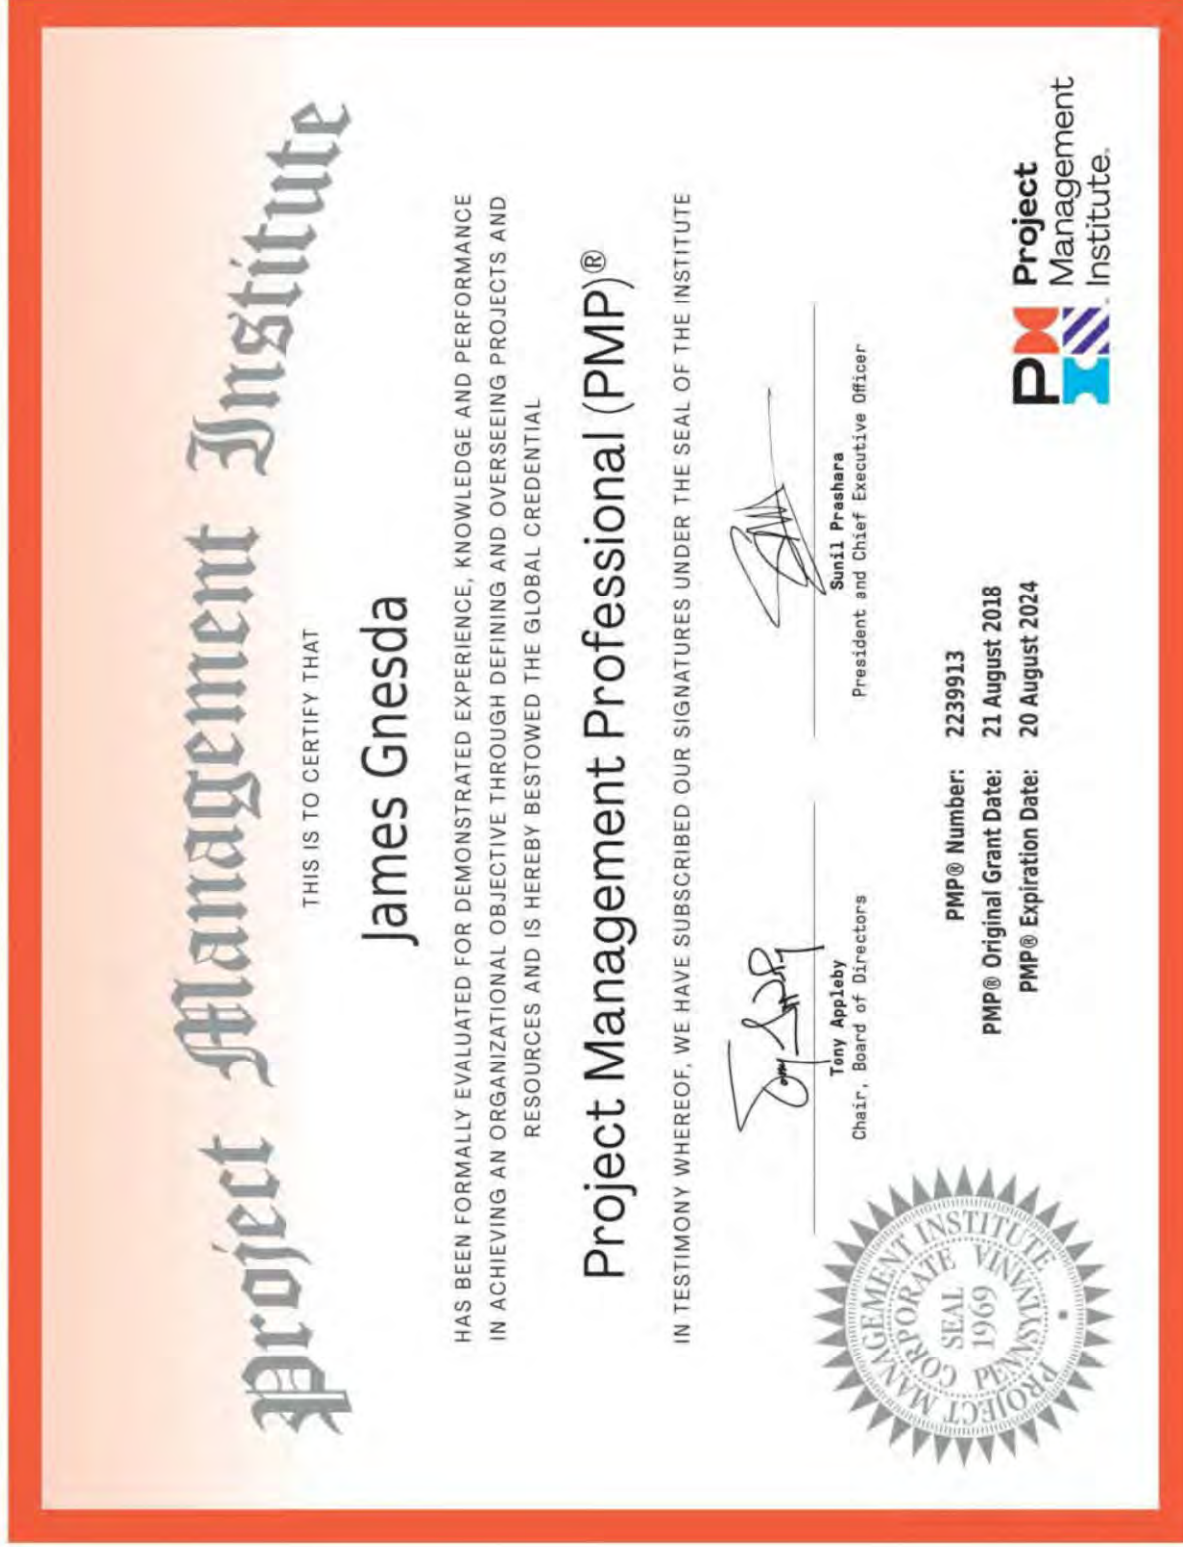 Project Management Institute
THIS IS TO CERTIFY THAT
James Gnesda
HAS BEEN FORMALLY EVALUATED FOR DEMONSTRATED EXPERIENCE, KNOWLEDGE AND PERFORMANCE
IN ACHIEVING AN ORGANIZATIONAL OBJECTIVE THROUGH DEFINING AND OVERSEEING PROJECTS AND
RESOURCES AND IS HEREBY BESTOWED THE GLOBAL CREDENTIAL
Project Management Professional (PMP)®
IN TESTIMONY WHEREOF, WE HAVE SUBSCRIBED OUR SIGNATURES UNDER THE SEAL OF THE INSTITUTE
Tony Appleby
Chair, Board of Directors
Sunil Prashara
President and Chief Executive Officer
PROJECT MANAGEMENT INSTITUTE
CORPORATE
SEAL
1969
PENNSYLVANIA
PMP® Number: 2239913
PMP® Original Grant Date: 21 August 2018
PMP® Expiration Date: 20 August 2024
Project
Management
Institute.